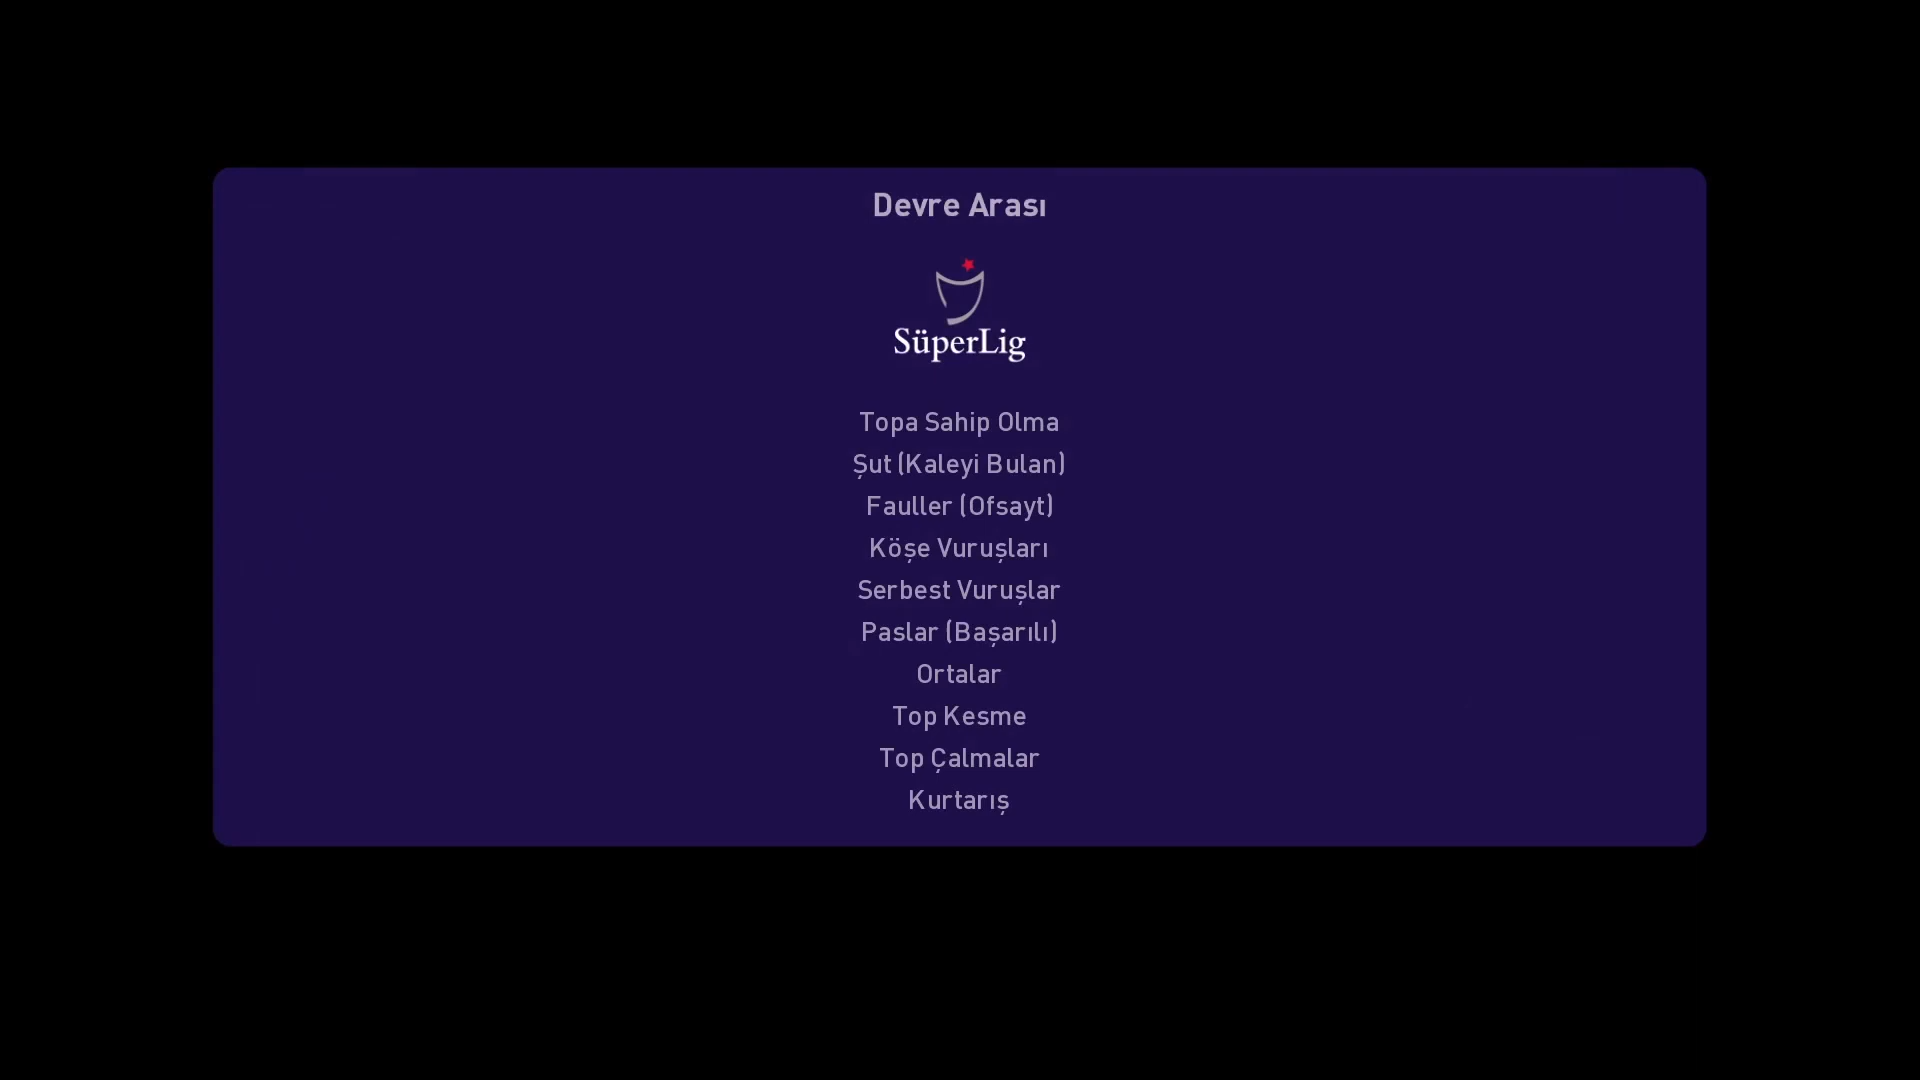 Devre Arası
SüperLig
Topa Sahip Olma
Şut (Kaleyi Bulan)
Fauller (Ofsayt)
Köşe Vuruşları
Serbest Vuruşlar
Paslar (Başarılı)
Ortalar
Top Kesme
Top Çalmalar
Kurtarış